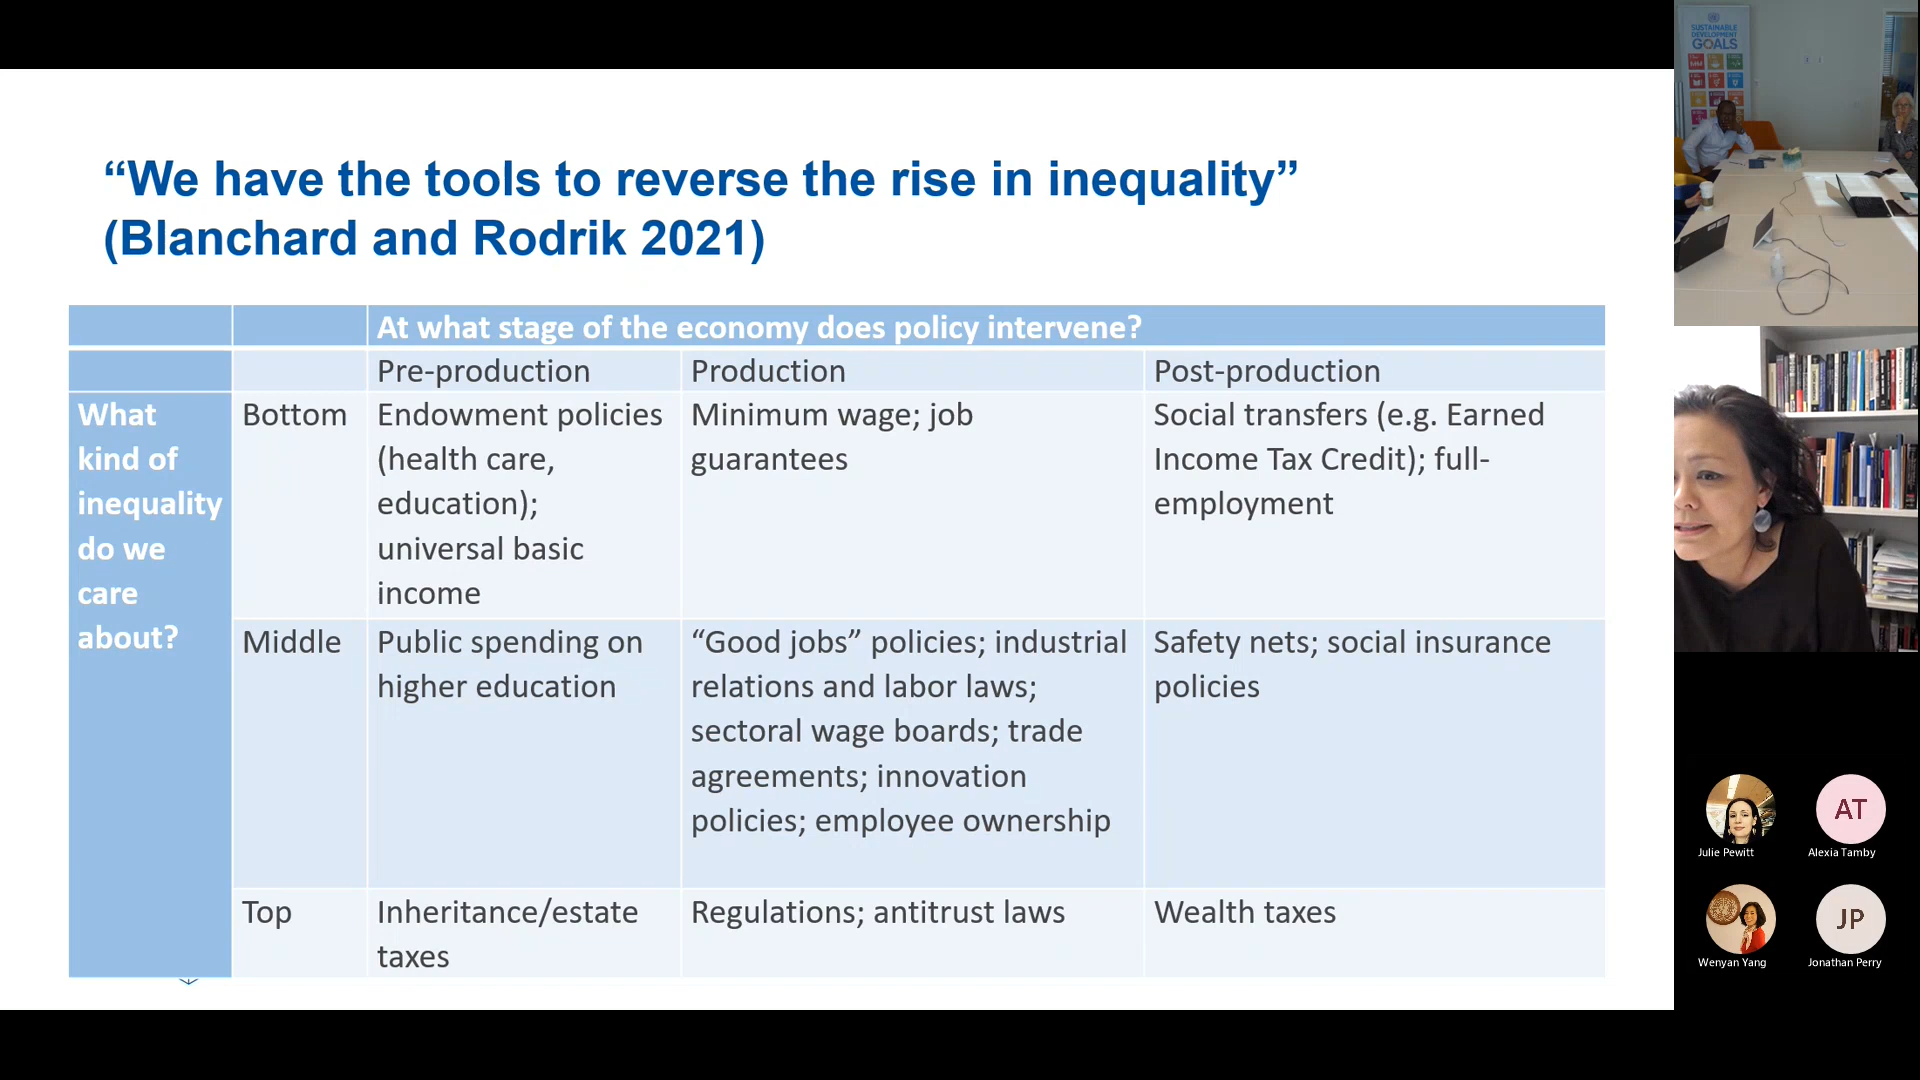 “We have the tools to reverse the rise in inequality”
(Blanchard and Rodrik 2021)
At what stage of the economy does policy intervene?
Pre-production
Production
Post-production
What
kind of
inequality
do we
care
about?
Bottom
Endowment policies
(health care,
education);
universal basic
income
Minimum wage; job
guarantees
Social transfers (e.g. Earned
Income Tax Credit); full-
employment
Middle
Public spending on
higher education
“Good jobs” policies; industrial
relations and labor laws;
sectoral wage boards; trade
agreements; innovation
policies; employee ownership
Safety nets; social insurance
policies
Top
Inheritance/estate
taxes
Regulations; antitrust laws
Wealth taxes
SUSTAINABLE
DEVELOPMENT
GOALS
Julie Pewitt
AT
Alexia Tamby
Wenyan Yang
JP
Jonathan Perry